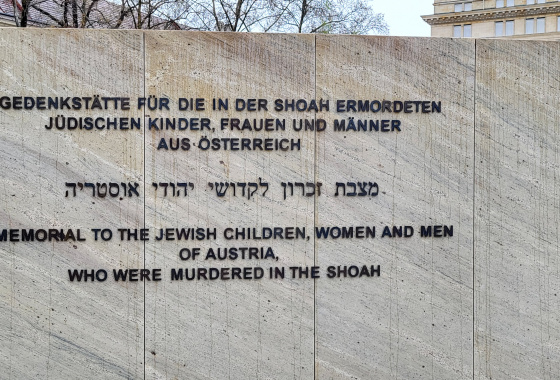 GEDENKSTÄTTE FÜR DIE IN DER SHOAH ERMORDETEN
JÜDISCHEN KINDER, FRAUEN UND MÄNNER
AUS ÖSTERREICH
מצבת זכרון לקדושי יהודי אוסטריה
MEMORIAL TO THE JEWISH CHILDREN, WOMEN AND MEN
OF AUSTRIA,
WHO WERE MURDERED IN THE SHOAH